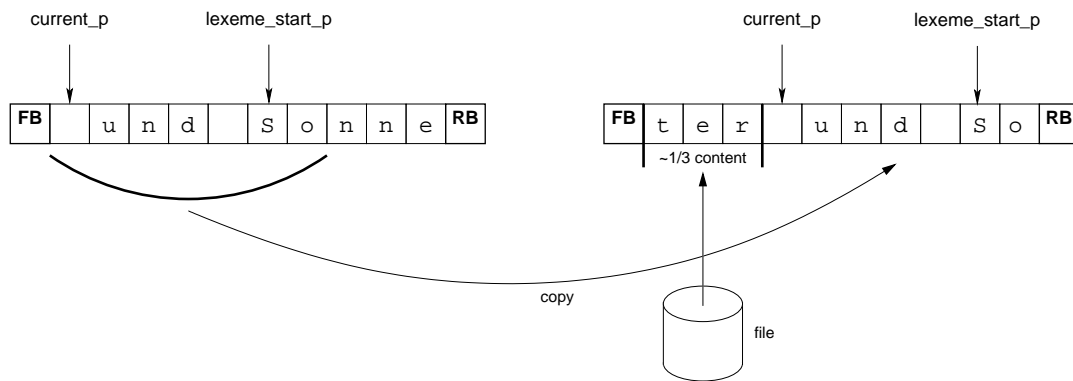 current_p lexeme_start_p current_p lexeme_start_p
FB u n d S o n n e RB FB t e r u n d S o RB
~1/3 content
copy
file